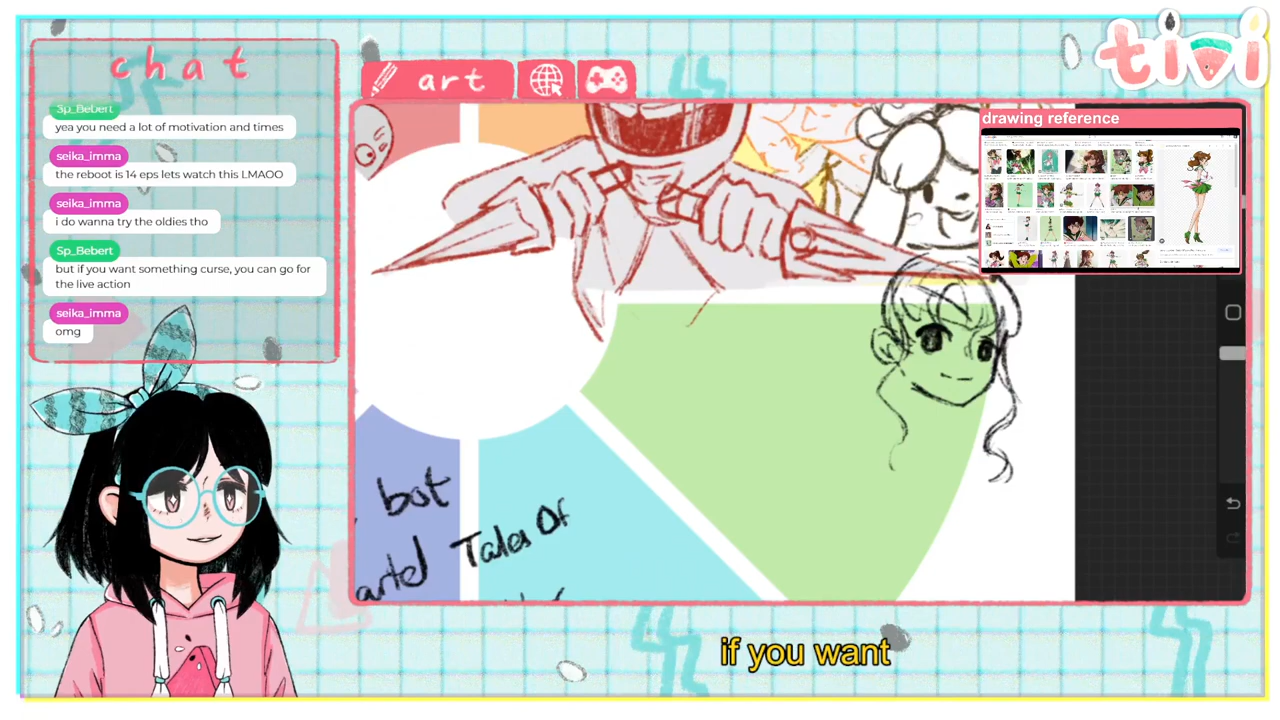 tivi
chat
Sp_Bebert
yea you need a lot of motivation and times
seika_imma
the reboot is 14 eps lets watch this LMAOO
seika_imma
i do wanna try the oldies tho
Sp_Bebert
but if you want something curse, you can go for
the live action
seika_imma
omg
art
drawing reference
bot
Tales Of
if you want